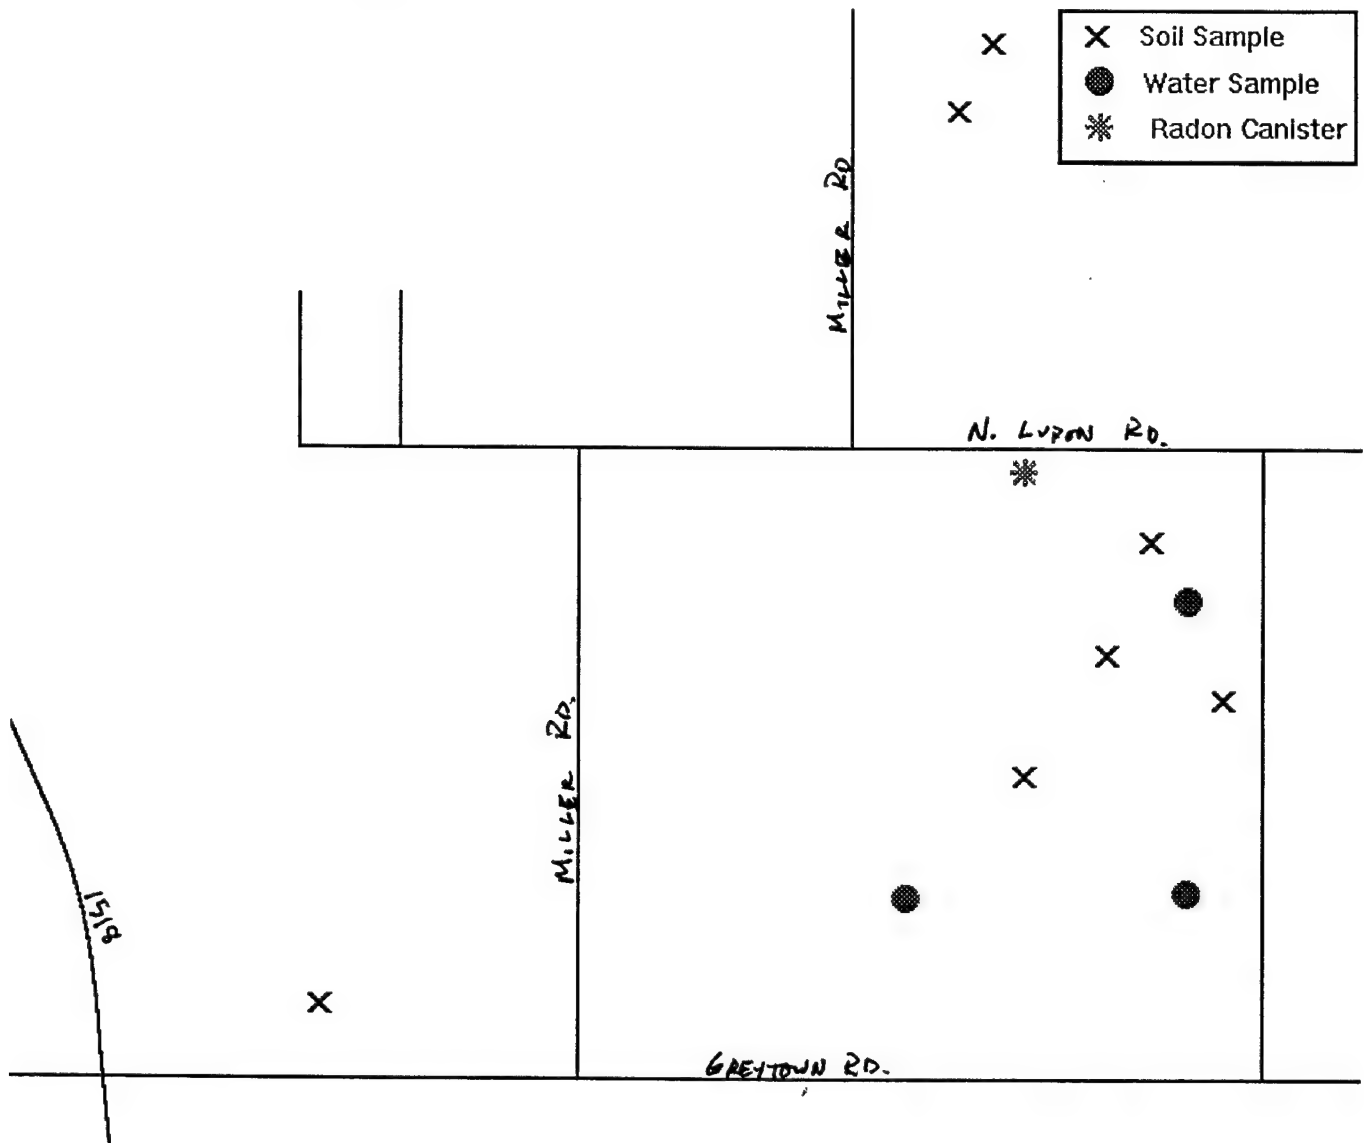 Soil Sample
Water Sample
Radon Canister
MILLER RD
N. LUPON RD.
MILLER RD.
1518
GREYTOWN RD.